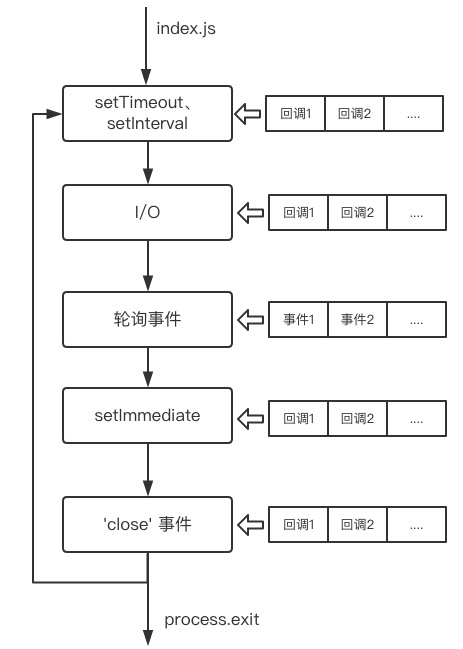 index.js
setTimeout、
setInterval
回调1 回调2 ....
I/O
回调1 回调2 ....
轮询事件
事件1 事件2 ....
setImmediate
回调1 回调2 ....
'close' 事件
回调1 回调2 ....
process.exit